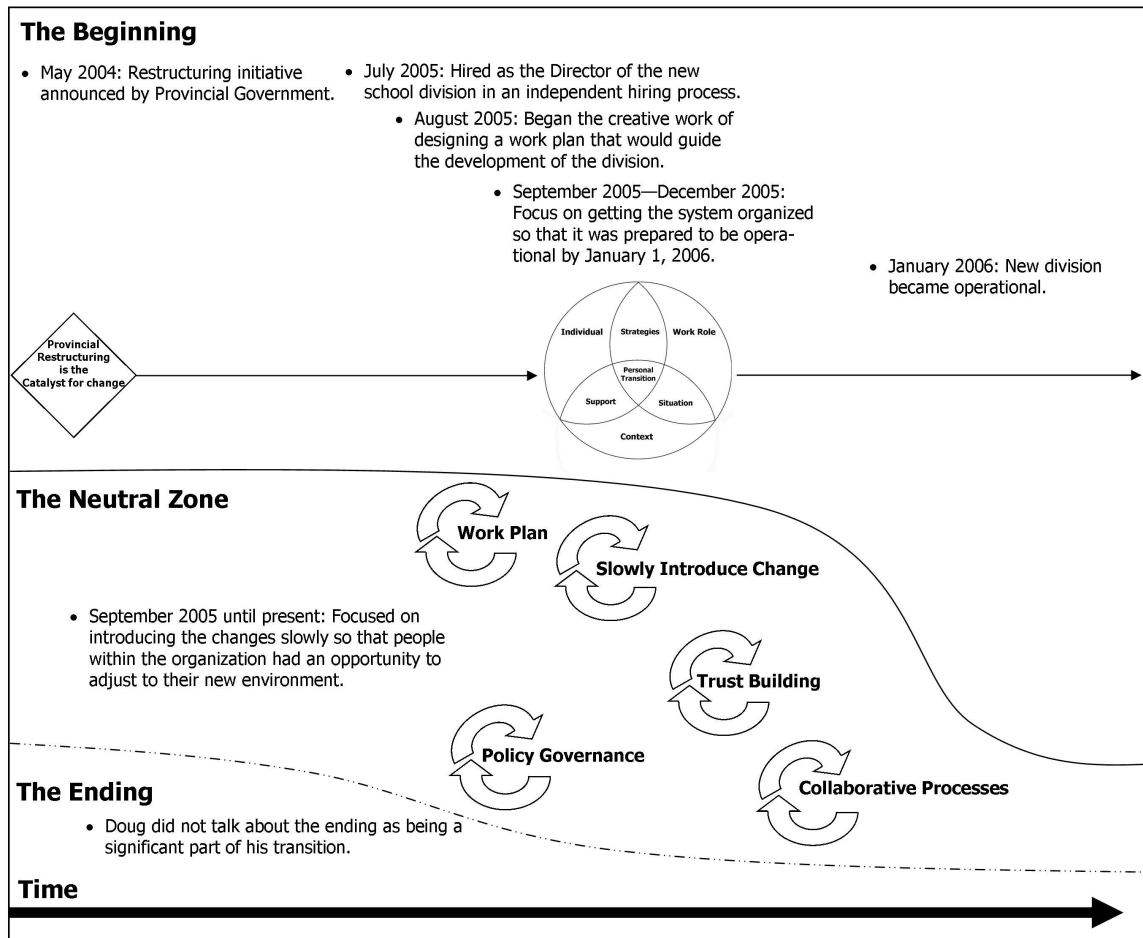 The Beginning
• May 2004: Restructuring initiative
announced by Provincial Government.
• July 2005: Hired as the Director of the new
school division in an independent hiring process.
• August 2005: Began the creative work of
designing a work plan that would guide
the development of the division.
• September 2005—December 2005:
Focus on getting the system organized
so that it was prepared to be opera-
tional by January 1, 2006.
• January 2006: New division
became operational.
Provincial
Restructuring
is the
Catalyst for change
Individual
Strategies
Work Role
Personal
Transition
Support
Situation
Context
The Neutral Zone
Work Plan
Slowly Introduce Change
• September 2005 until present: Focused on
introducing the changes slowly so that people
within the organization had an opportunity to
adjust to their new environment.
Trust Building
Policy Governance
Collaborative Processes
The Ending
• Doug did not talk about the ending as being a
significant part of his transition.
Time